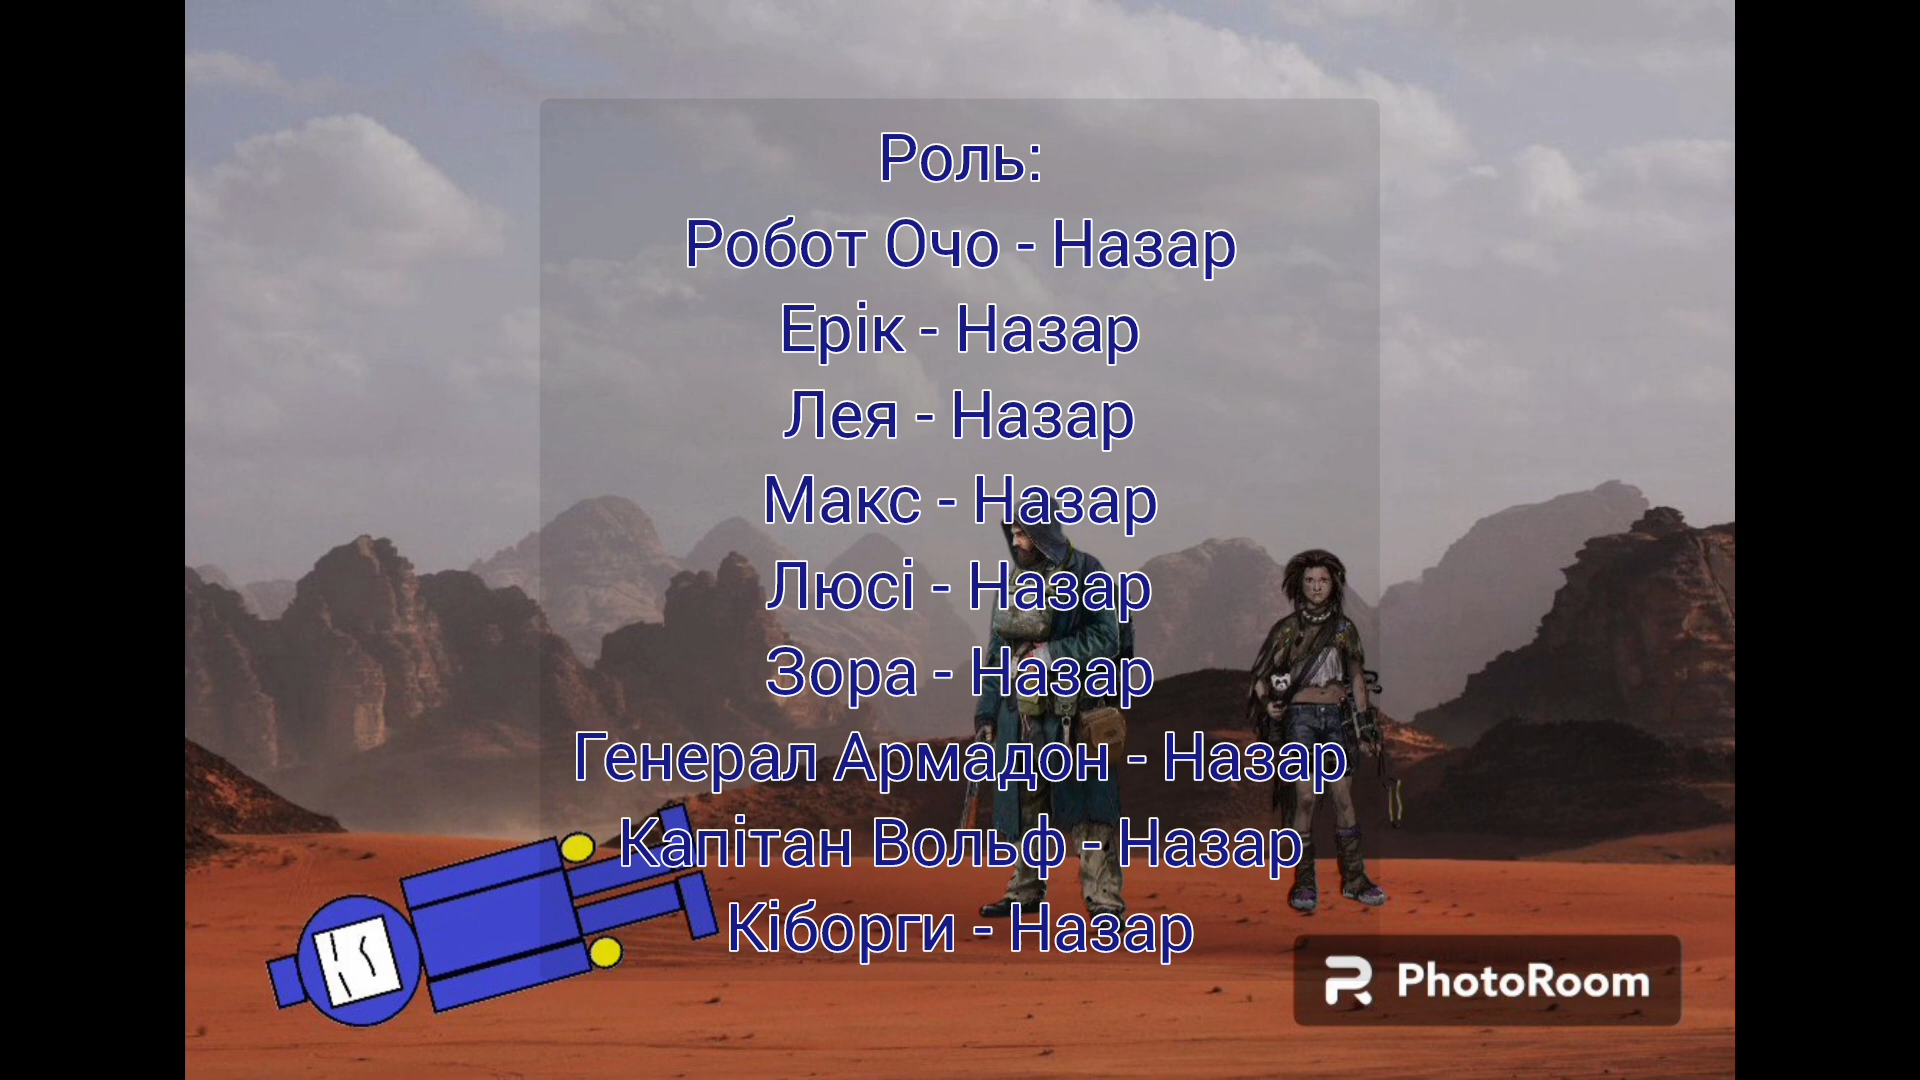 Роль:
Робот Очо - Назар
Ерік - Назар
Лея - Назар
Макс - Назар
Люсі - Назар
Зора - Назар
Генерал Армадон - Назар
Капітан Вольф - Назар
Кіборги - Назар
PhotoRoom